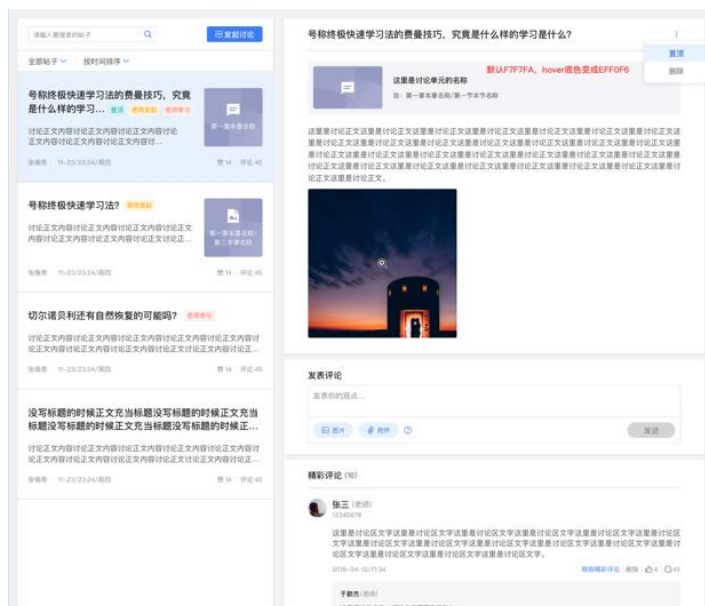 请输入要搜索的帖子
发起讨论
全部帖子
按时间排序
号称终极快速学习法的费曼技巧，究竟
是什么样的学习... 置顶 老师发起 老师参与
讨论正文内容讨论正文内容讨论正文内容讨论
正文内容讨论正文内容讨论正文内容讨...
第一章本章名称
11-23/23:24/周四
赞 14 评论 45
号称终极快速学习法? 老师发起
讨论正文内容讨论正文内容讨论正文内容讨论正文
内容讨论正文内容讨论正文内容讨论正文讨论正...
第一章本章名称/
第三本章名称
11-23/23:24/周四
赞 14 评论 45
切尔诺贝利还有自然恢复的可能吗? 老师参与
讨论正文内容讨论正文内容讨论正文内容讨论正文内容讨
论正文内容讨论正文内容讨论正文内容讨论正文内容讨论正...
11-23/23:24/周四
赞 14 评论 45
没写标题的时候正文充当标题没写标题的时候正文充当
标题没写标题的时候正文充当标题没写标题的时候正...
讨论正文内容讨论正文内容讨论正文内容讨论正文内容讨
论正文内容讨论正文内容讨论正文内容讨论正文内容讨论正...
11-23/23:24/周四
赞 14 评论 45
号称终极快速学习法的费曼技巧，究竟是什么样的学习是什么?
置顶
删除
默认F7F7FA，hover底色变成EFF0F6
这里是讨论单元的名称
自：第一章本章名称/第一节本节名称
这里是讨论正文这里是讨论正文这里是讨论正文这里是讨论正文这里是讨论正文这里是讨论正文这里是讨论正文这
里是讨论正文这里是讨论正文这里是讨论正文这里是讨论正文这里是讨论正文这里是讨论正文这里是讨论正文这里
是讨论正文这里是讨论正文这里是讨论正文这里是讨论正文这里是讨论正文这里是讨论正文这里是讨论正文这里是
讨论正文这里是讨论正文这里是讨论正文这里是讨论正文这里是讨论正文这里是讨论正文这里是讨论正文这里是讨
论正文这里是讨论正文。
发表评论
发表你的观点...
图片
附件
发送
精彩评论 (16)
张三 (老师)
12345678
这里是讨论区文字这里是讨论区文字这里是讨论区文字这里是讨论区文字这里是讨论区文字这里是讨论区
文字这里是讨论区文字这里是讨论区文字这里是讨论区文字这里是讨论区文字这里是讨论区文字这里是讨
论区文字这里是讨论区文字这里是讨论区文字这里是讨论区文字。
2018-04-12/11:34
移除精彩评论 删除 4 45
于歌杰(老师)